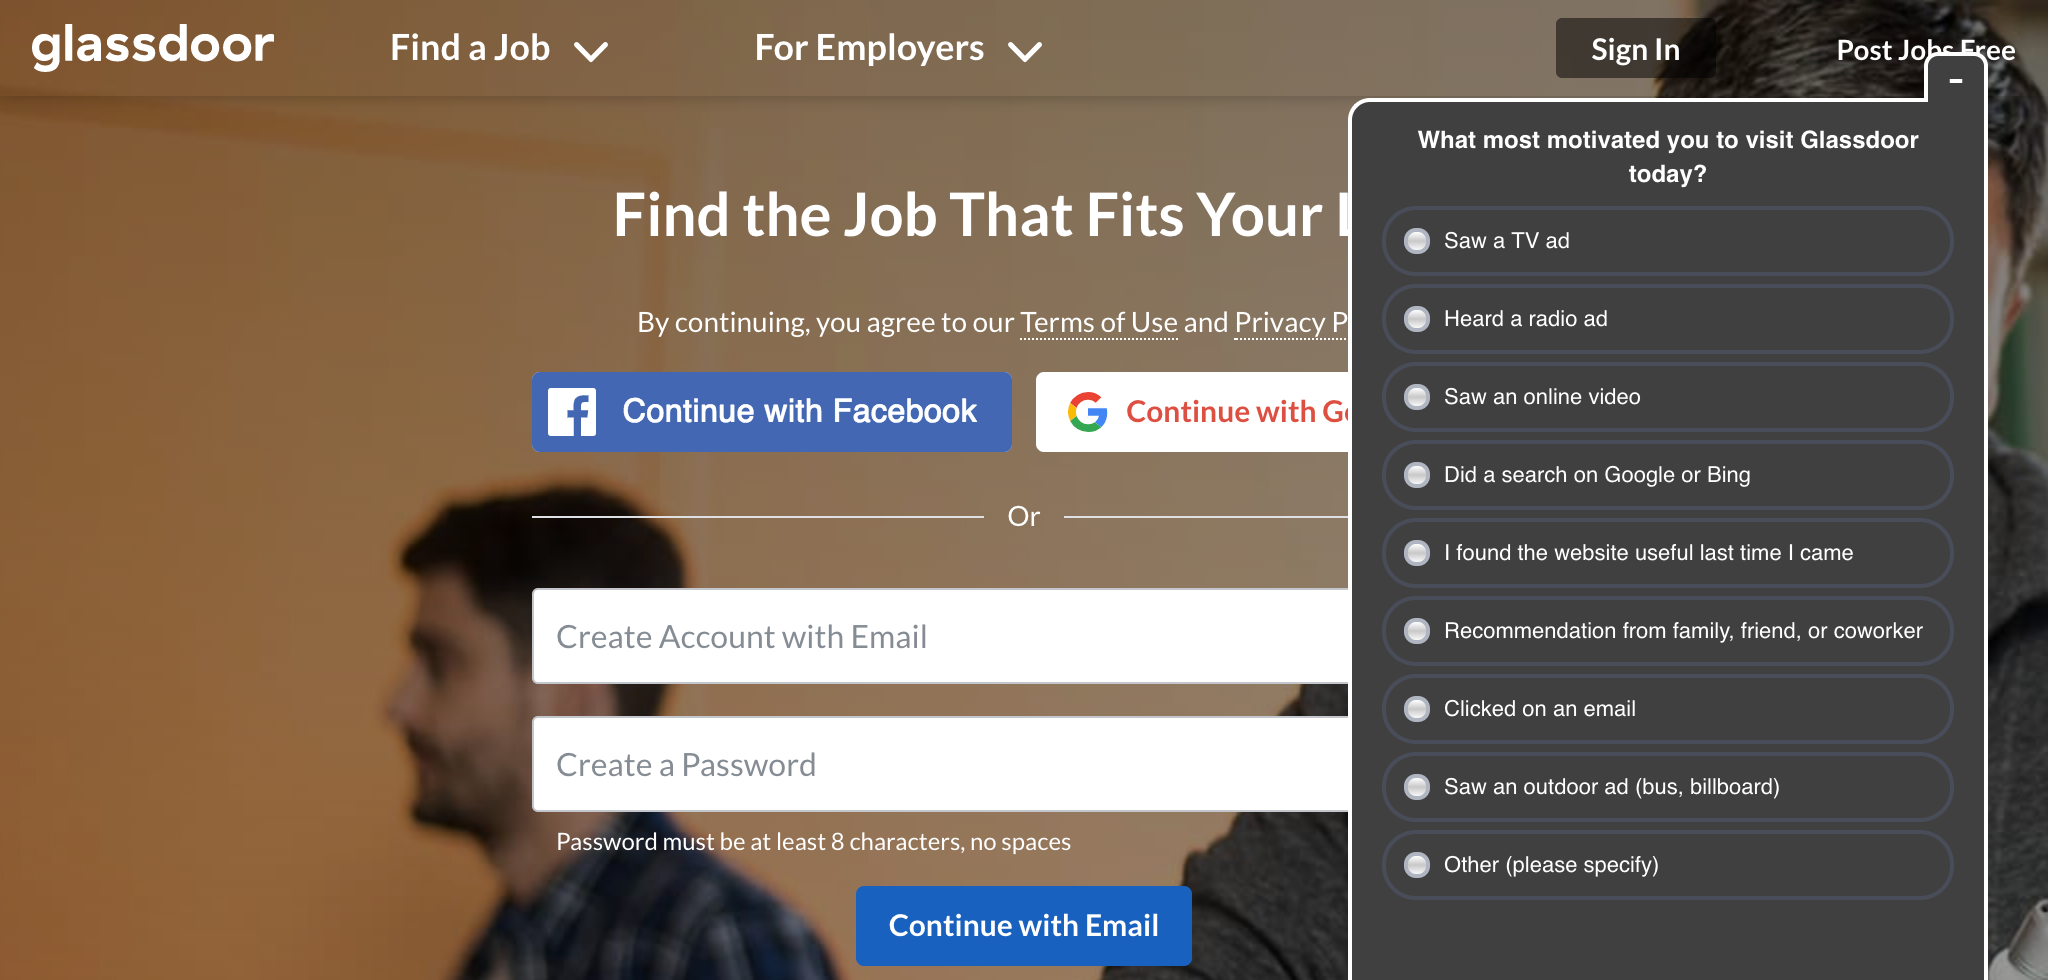 glassdoor
Find a Job
For Employers
Sign In
Post Jobs Free
Find the Job That Fits Your
By continuing, you agree to our Terms of Use and Privacy
Continue with Facebook
Continue with
Or
Create Account with Email
Create a Password
Password must be at least 8 characters, no spaces
Continue with Email
-
What most motivated you to visit Glassdoor
today?
Saw a TV ad
Heard a radio ad
Saw an online video
Did a search on Google or Bing
I found the website useful last time I came
Recommendation from family, friend, or coworker
Clicked on an email
Saw an outdoor ad (bus, billboard)
Other (please specify)